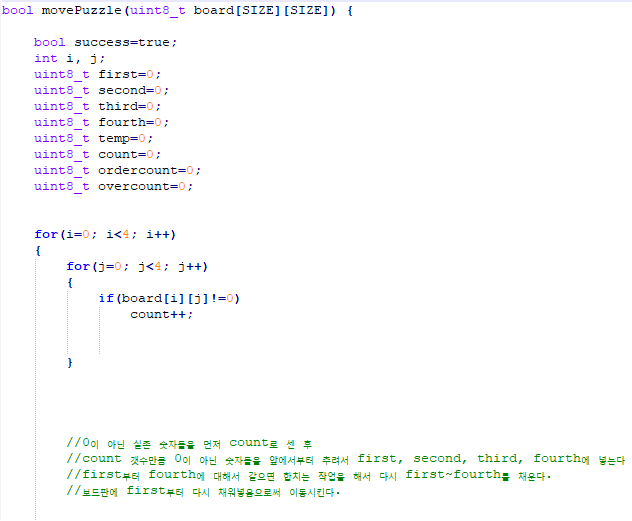 bool movePuzzle(uint8_t board[SIZE][SIZE]) {
bool success=true;
int i, j;
uint8_t first=0;
uint8_t second=0;
uint8_t third=0;
uint8_t fourth=0;
uint8_t temp=0;
uint8_t count=0;
uint8_t ordercount=0;
uint8_t overcount=0;
for(i=0; i<4; i++)
{
for(j=0; j<4; j++)
{
if(board[i][j]!=0)
count++;
}
//0이 아닌 실존 숫자들을 먼저 count로 센 후
//count 갯수만큼 0이 아닌 숫자들을 앞에서부터 추려서 first, second, third, fourth에 넣는다
//first부터 fourth에 대해서 같으면 합치는 작업을 해서 다시 first~fourth를 채운다.
//보드판에 first부터 다시 채워넣음으로써 이동시킨다.